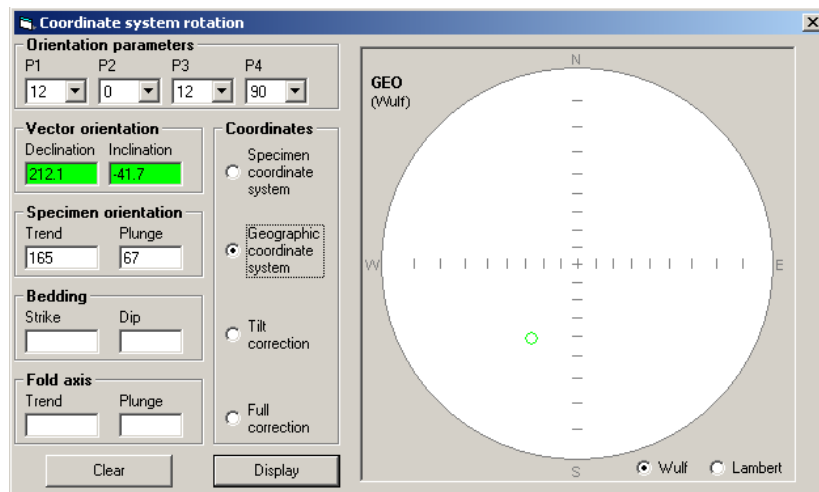 Coordinate system rotation
Orientation parameters
P1 P2 P3 P4
12 0 12 90
Vector orientation
Declination Inclination
212.1 -41.7
Specimen orientation
Trend Plunge
165 67
Bedding
Strike Dip
Fold axis
Trend Plunge
Clear
Coordinates
Specimen
coordinate
system
Geographic
coordinate
system
Tilt
correction
Full
correction
Display
GEO
(Wulf)
N
W
E
S
Wulf Lambert